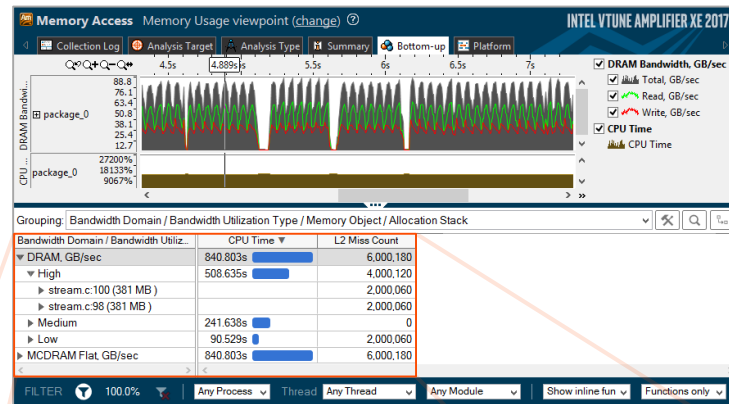 Memory Access Memory Usage viewpoint (change) INTEL VTUNE AMPLIFIER XE 2017
Collection Log Analysis Target Analysis Type Summary Bottom-up Platform
4.5s 4.889s 5.5s 6s 6.5s 7s
DRAM Bandwi...
package_0
88.8
76.1
63.4
50.8
38.1
25.4
12.7
CPU ...
package_0
27200%
18133%
9067%
DRAM Bandwidth, GB/sec
Total, GB/sec
Read, GB/sec
Write, GB/sec
CPU Time
CPU Time
Grouping: Bandwidth Domain / Bandwidth Utilization Type / Memory Object / Allocation Stack
Bandwidth Domain / Bandwidth Utiliz... CPU Time L2 Miss Count
DRAM, GB/sec 840.803s 6,000,180
High 508.635s 4,000,120
stream.c:100 (381 MB ) 2,000,060
stream.c:98 (381 MB ) 2,000,060
Medium 241.638s 0
Low 90.529s 2,000,060
MCDRAM Flat, GB/sec 840.803s 6,000,180
FILTER 100.0% Any Process Thread Any Thread Any Module Show inline fun Functions only